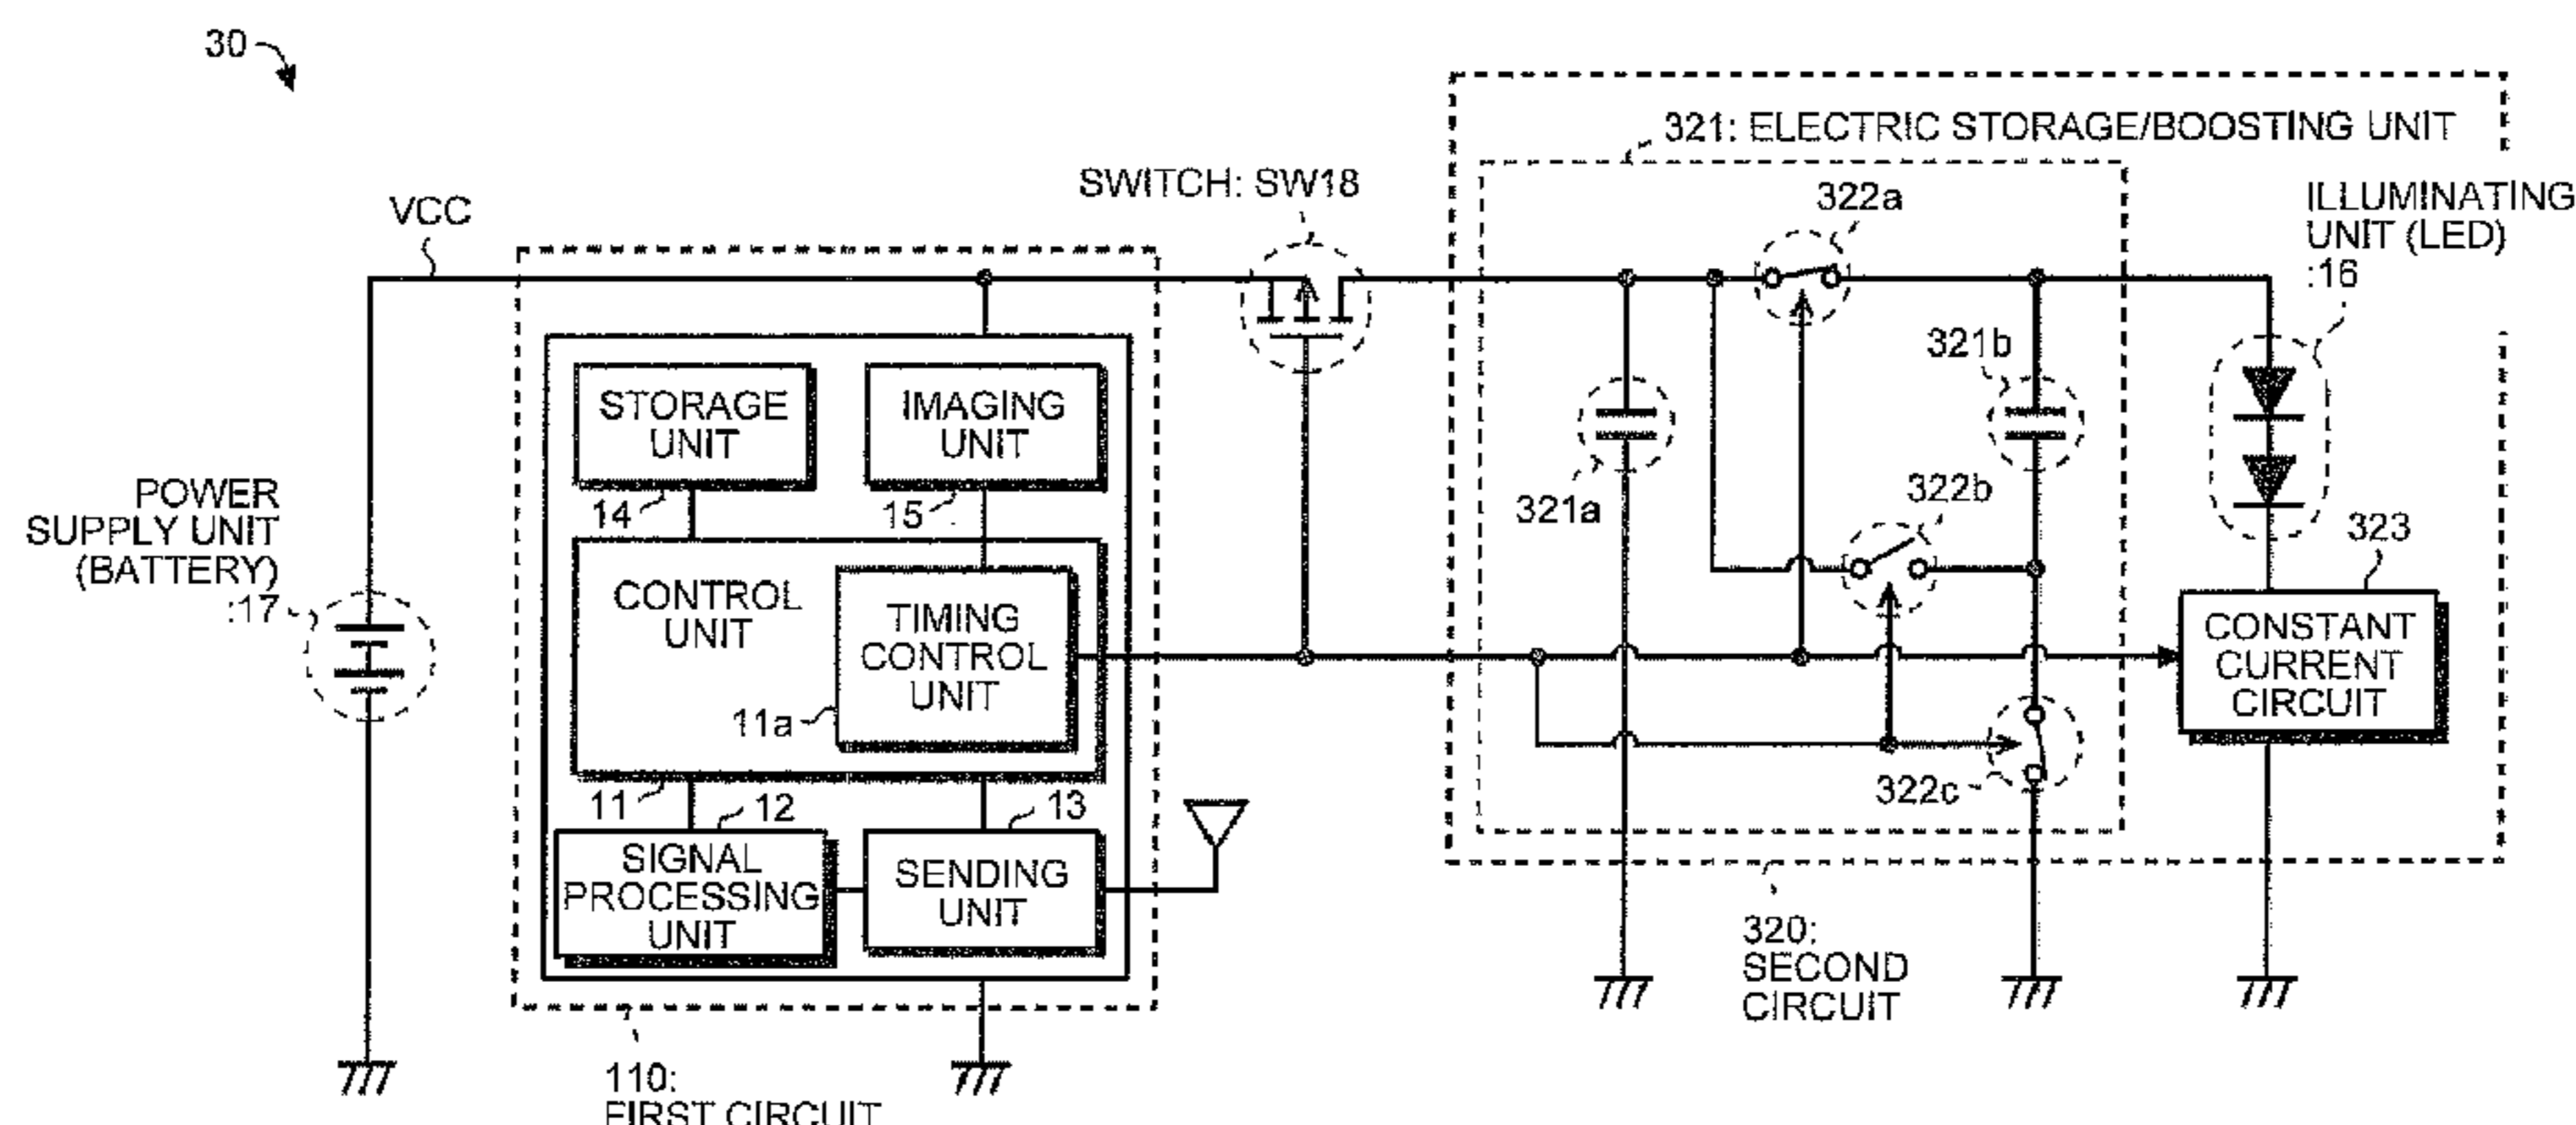 30
VCC
SWITCH: SW18
321: ELECTRIC STORAGE/BOOSTING UNIT
322a
ILLUMINATING
UNIT (LED)
:16
321b
321a
322b
323
CONSTANT
CURRENT
CIRCUIT
322c
320:
SECOND
CIRCUIT
POWER
SUPPLY UNIT
(BATTERY)
:17
STORAGE
UNIT
14
IMAGING
UNIT
15
CONTROL
UNIT
TIMING
CONTROL
UNIT
11a
11
12
13
SIGNAL
PROCESSING
UNIT
SENDING
UNIT
110:
FIRST CIRCUIT